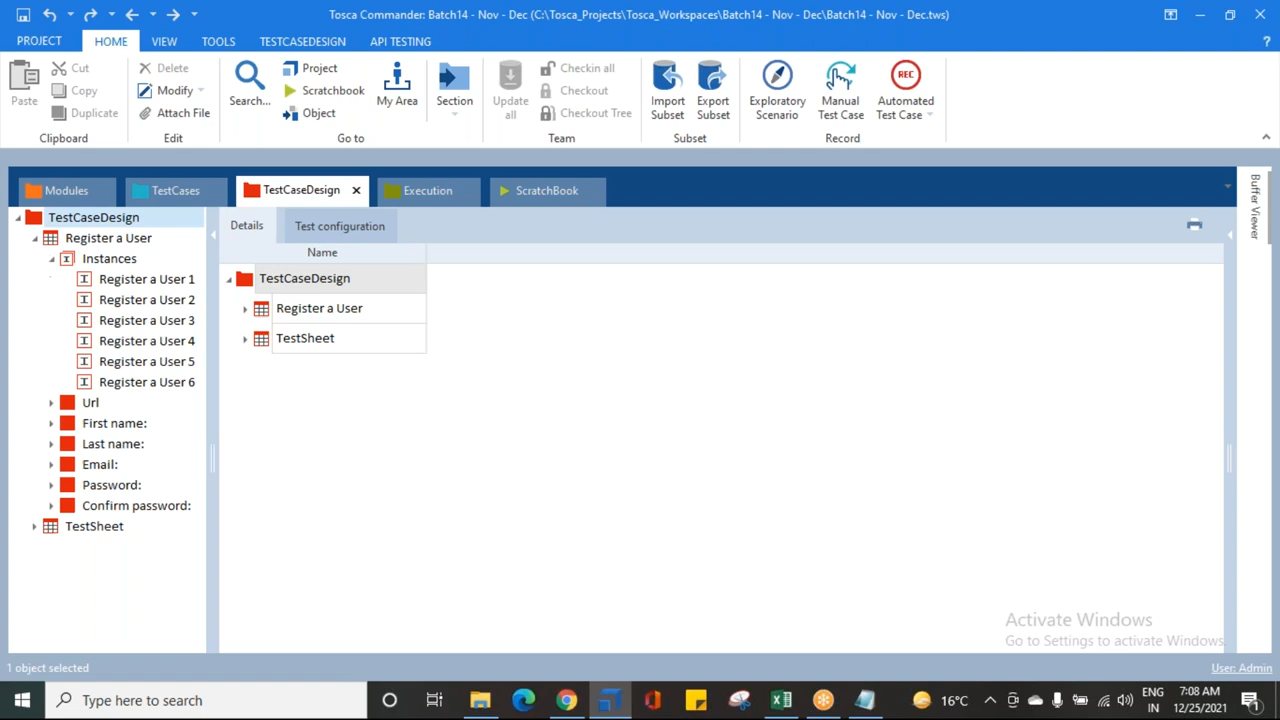 Tosca Commander: Batch14 - Nov - Dec (C:\Tosca_Projects\Tosca_Workspaces\Batch14 - Nov - Dec\Batch14 - Nov - Dec.tws)
PROJECT HOME VIEW TOOLS TESTCASEDESIGN API TESTING ?
Paste Cut Copy Duplicate
Delete Modify Attach File
Search... Project Scratchbook Object My Area Section
Update all Checkin all Checkout Checkout Tree
Import Subset Export Subset
Exploratory Scenario Manual Test Case REC Automated Test Case
Clipboard Edit Go to Team Subset Record
Modules TestCases TestCaseDesign Execution ScratchBook
Buffer Viewer
TestCaseDesign
Register a User
Instances
Register a User 1
Register a User 2
Register a User 3
Register a User 4
Register a User 5
Register a User 6
Url
First name:
Last name:
Email:
Password:
Confirm password:
TestSheet
Details Test configuration
Name
TestCaseDesign
Register a User
TestSheet
Activate Windows
Go to Settings to activate Windows.
1 object selected User: Admin
Type here to search
16°C
ENG
IN
7:08 AM
12/25/2021
1